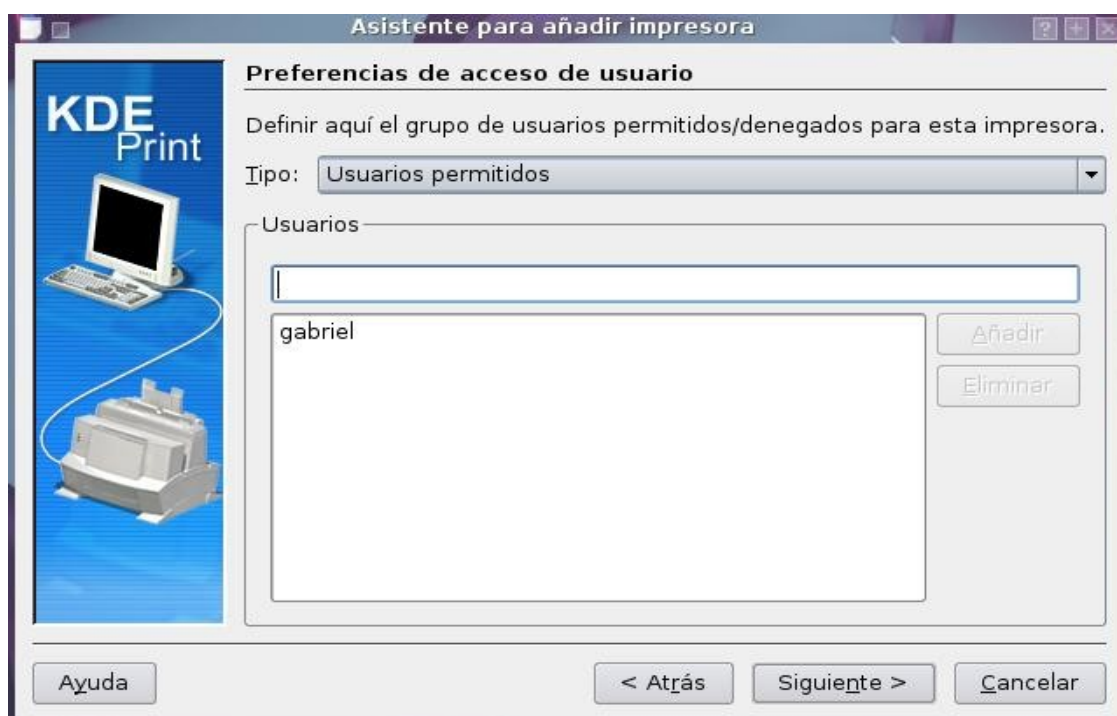 Asistente para añadir impresora
KDE
Print
Preferencias de acceso de usuario
Definir aquí el grupo de usuarios permitidos/denegados para esta impresora.
Tipo: Usuarios permitidos
Usuarios
gabriel
Añadir
Eliminar
Ayuda
< Atrás
Siguiente >
Cancelar